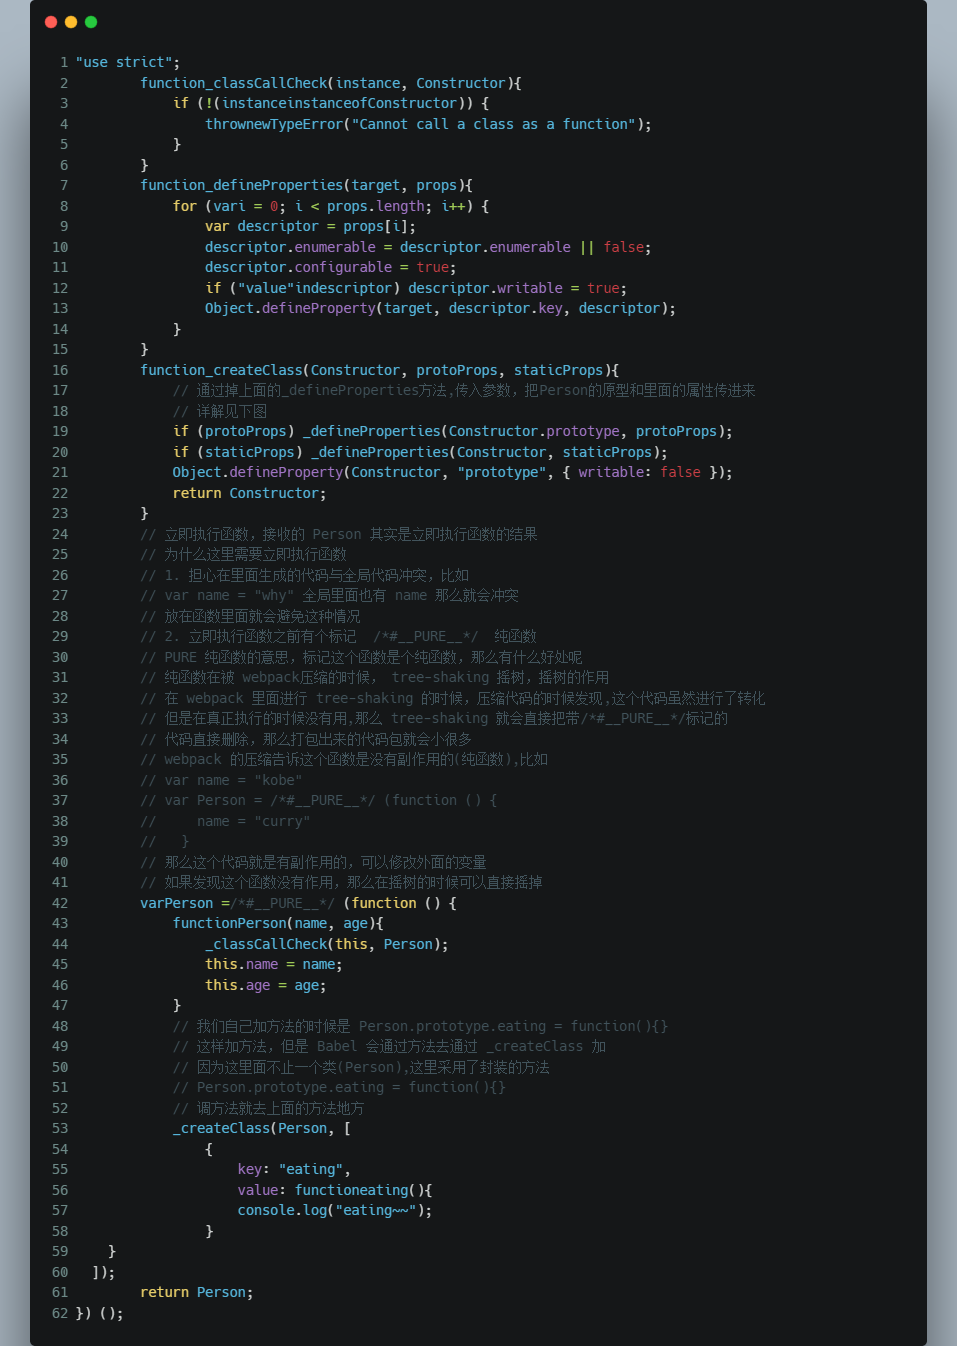 1 "use strict";
2 function_classCallCheck(instance, Constructor){
3 if (!(instanceinstanceofConstructor)) {
4 thrownewTypeError("Cannot call a class as a function");
5 }
6 }
7 function_defineProperties(target, props){
8 for (vari = 0; i < props.length; i++) {
9 var descriptor = props[i];
10 descriptor.enumerable = descriptor.enumerable || false;
11 descriptor.configurable = true;
12 if ("value"indescriptor) descriptor.writable = true;
13 Object.defineProperty(target, descriptor.key, descriptor);
14 }
15 }
16 function_createClass(Constructor, protoProps, staticProps){
17 // 通过掉上面的_defineProperties方法,传入参数，把Person的原型和里面的属性传进来
18 // 详解见下图
19 if (protoProps) _defineProperties(Constructor.prototype, protoProps);
20 if (staticProps) _defineProperties(Constructor, staticProps);
21 Object.defineProperty(Constructor, "prototype", { writable: false });
22 return Constructor;
23 }
24 // 立即执行函数，接收的 Person 其实是立即执行函数的结果
25 // 为什么这里需要立即执行函数
26 // 1. 担心在里面生成的代码与全局代码冲突，比如
27 // var name = "why" 全局里面也有 name 那么就会冲突
28 // 放在函数里面就会避免这种情况
29 // 2. 立即执行函数之前有个标记  /*#__PURE__*/  纯函数
30 // PURE 纯函数的意思，标记这个函数是个纯函数，那么有什么好处呢
31 // 纯函数在被 webpack压缩的时候， tree-shaking 摇树，摇树的作用
32 // 在 webpack 里面进行 tree-shaking 的时候，压缩代码的时候发现,这个代码虽然进行了转化
33 // 但是在真正执行的时候没有用,那么 tree-shaking 就会直接把带/*#__PURE__*/标记的
34 // 代码直接删除，那么打包出来的代码包就会小很多
35 // webpack 的压缩告诉这个函数是没有副作用的(纯函数),比如
36 // var name = "kobe"
37 // var Person = /*#__PURE__*/ (function () {
38 //     name = "curry"
39 //   }
40 // 那么这个代码就是有副作用的，可以修改外面的变量
41 // 如果发现这个函数没有作用，那么在摇树的时候可以直接摇掉
42 varPerson =/*#__PURE__*/ (function () {
43 functionPerson(name, age){
44 _classCallCheck(this, Person);
45 this.name = name;
46 this.age = age;
47 }
48 // 我们自己加方法的时候是 Person.prototype.eating = function(){}
49 // 这样加方法，但是 Babel 会通过方法去通过 _createClass 加
50 // 因为这里面不止一个类(Person),这里采用了封装的方法
51 // Person.prototype.eating = function(){}
52 // 调方法就去上面的方法地方
53 _createClass(Person, [
54 {
55 key: "eating",
56 value: functioneating(){
57 console.log("eating~~");
58 }
59 }
60 ]);
61 return Person;
62 }) ();